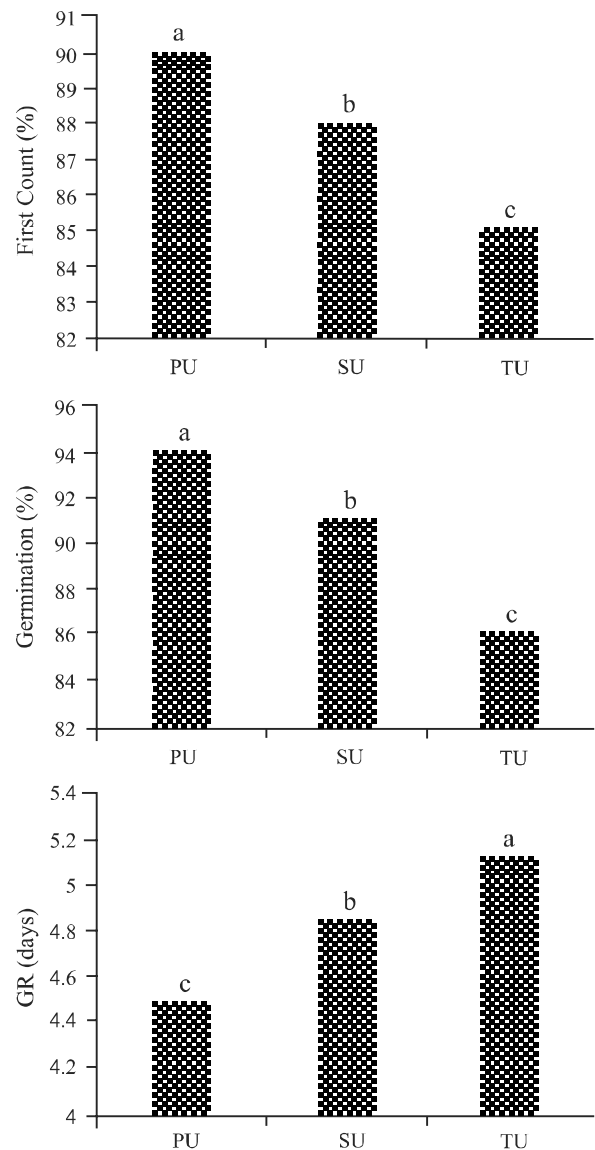 First Count (%)
91
90
89
88
87
86
85
84
83
82
a
b
c
PU SU TU
Germination (%)
96
94
92
90
88
86
84
82
a
b
c
PU SU TU
GR (days)
5.4
5.2
5
4.8
4.6
4.4
4.2
4
c
b
a
PU SU TU